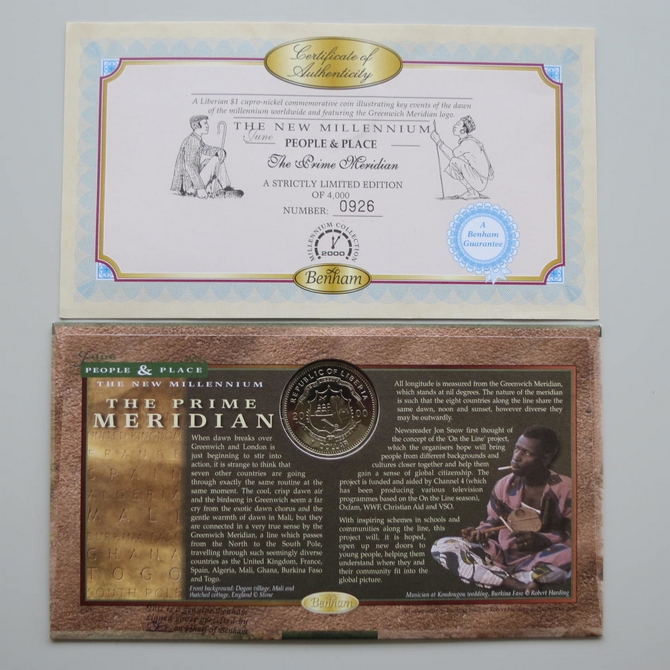 Certificate of
Authenticity
A Liberian $1 cupro-nickel commemorative coin illustrating key events of the dawn
of the millennium worldwide and featuring the Greenwich Meridian logo.
THE NEW MILLENNIUM
June
PEOPLE & PLACE
The Prime Meridian
A STRICTLY LIMITED EDITION
OF 4,000
NUMBER: 0926
MILLENNIUM COLLECTION
2000
Benham
A
Benham
Guarantee
PEOPLE & PLACE
THE NEW MILLENNIUM
THE PRIME
MERIDIAN
REPUBLIC OF LIBERIA
20 00
When dawn breaks over
Greenwich and London is
just beginning to stir into
action, it is strange to think that
seven other countries are going
through exactly the same routine at the
same moment. The cool, crisp dawn air
and the birdsong in Greenwich seem a far
cry from the exotic dawn chorus and the
gentle warmth of dawn in Mali, but they
are connected in a very true sense by the
Greenwich Meridian, a line which passes
from the North to the South Pole,
travelling through such seemingly diverse
countries as the United Kingdom, France,
Spain, Algeria, Mali, Ghana, Burkina Faso
and Togo.
Front background: Dogon village, Mali and
thatched cottage, England © Stone
All longitude is measured from the Greenwich Meridian,
which stands at nil degrees. The nature of the meridian
is such that the eight countries along the line share the
same dawn, noon and sunset, however diverse they
may be outwardly.
Newsreader Jon Snow first thought of
the concept of the 'On the Line' project,
which the organisers hope will bring
people from different backgrounds and
cultures closer together and help them
gain a sense of global citizenship. The
project is funded and aided by Channel 4 (which
has been producing various television
programmes based on the On the Line season),
Oxfam, WWF, Christian Aid and VSO.
With inspiring schemes in schools and
communities along the line, this
project will, it is hoped,
open up new doors to
young people, helping them
understand where they and
their community fit into the
global picture.
GHANA
TOGO
SOUTH POLE
Benham
Musician at Koudougou wedding, Burkina Faso © Robert Harding
on behalf of Benham